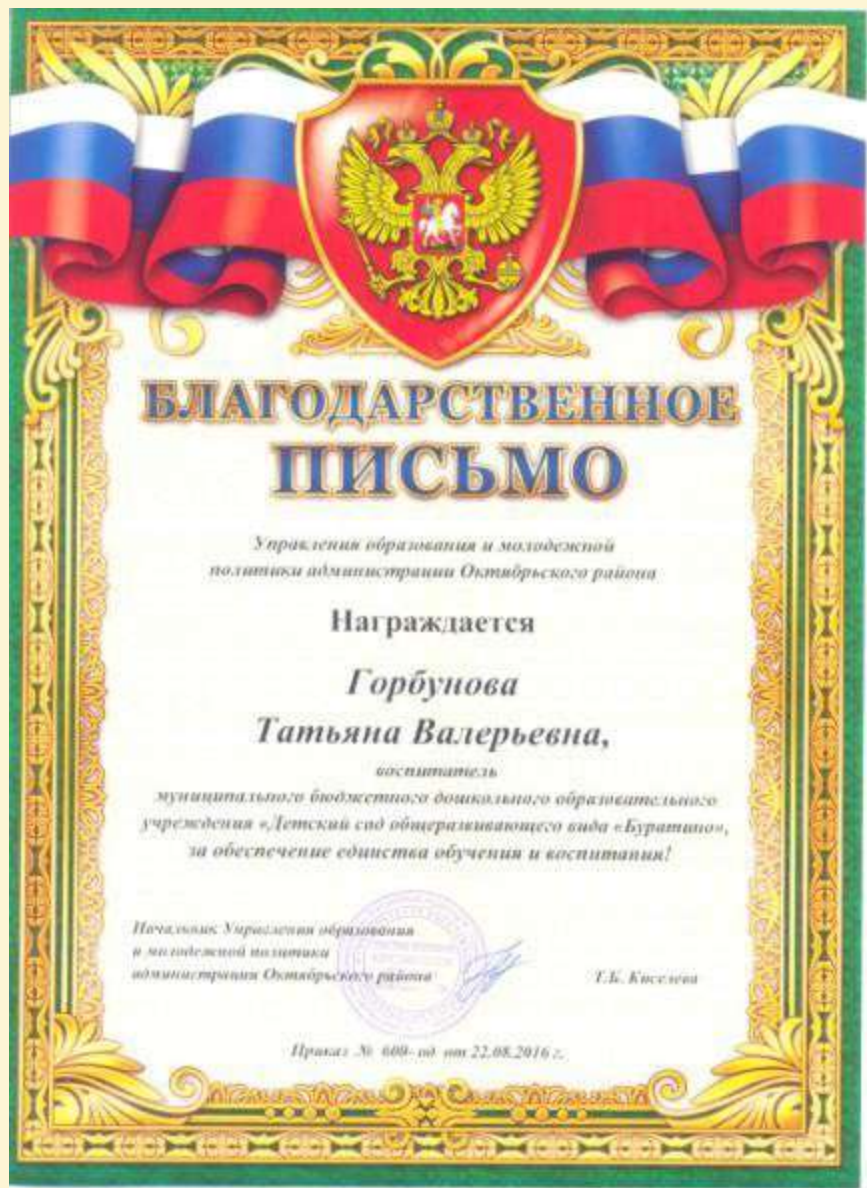 БЛАГОДАРСТВЕННОЕ
ПИСЬМО
Управления образования и молодежной
политики администрации Октябрьского района
Награждается
Горбунова
Татьяна Валерьевна,
воспитатель
муниципального бюджетного дошкольного образовательного
учреждения «Детский сад общеразвивающего вида «Буратино»,
за обеспечение единства обучения и воспитания!
Начальник Управления образования
и молодежной политики
администрации Октябрьского района
Т.Б. Киселева
Приказ № 600- од от 22.08.2016 г.